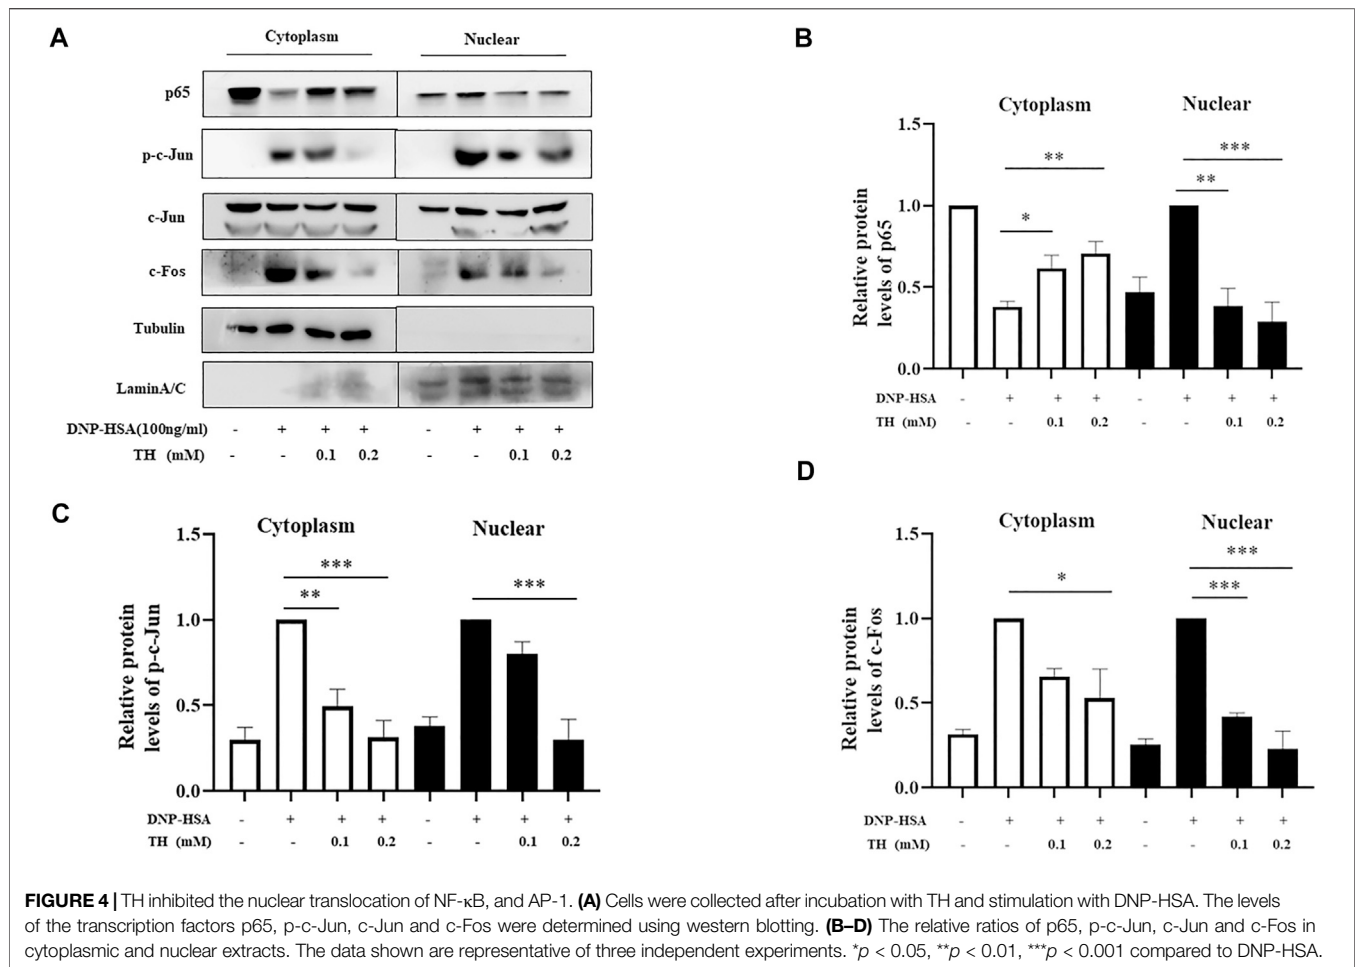 A
Cytoplasm
Nuclear
p65
p-c-Jun
c-Jun
c-Fos
Tubulin
LaminA/C
DNP-HSA(100ng/ml) - + + + - + + +
TH (mM) - - 0.1 0.2 - - 0.1 0.2
B
Cytoplasm Nuclear
Relative protein
levels of p65
1.5
1.0
0.5
0.0
* ** ** ***
DNP-HSA - + + + - + + +
TH (mM) - - 0.1 0.2 - - 0.1 0.2
C
Cytoplasm Nuclear
Relative protein
levels of p-c-Jun
1.5
1.0
0.5
0.0
** *** ***
DNP-HSA - + + + - + + +
TH (mM) - - 0.1 0.2 - - 0.1 0.2
D
Cytoplasm Nuclear
Relative protein
levels of c-Fos
1.5
1.0
0.5
0.0
* *** ***
DNP-HSA - + + + - + + +
TH (mM) - - 0.1 0.2 - - 0.1 0.2
FIGURE 4 | TH inhibited the nuclear translocation of NF-κB, and AP-1. (A) Cells were collected after incubation with TH and stimulation with DNP-HSA. The levels
of the transcription factors p65, p-c-Jun, c-Jun and c-Fos were determined using western blotting. (B–D) The relative ratios of p65, p-c-Jun, c-Jun and c-Fos in
cytoplasmic and nuclear extracts. The data shown are representative of three independent experiments. *p < 0.05, **p < 0.01, ***p < 0.001 compared to DNP-HSA.